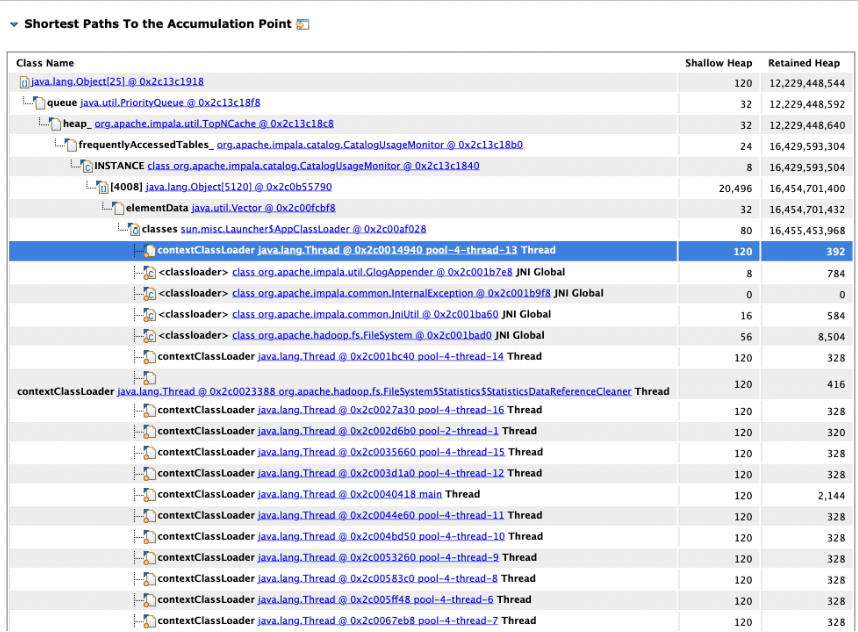 Shortest Paths To the Accumulation Point
Class Name Shallow Heap Retained Heap
java.lang.Object[25] @ 0x2c13c1918 120 12,229,448,544
queue java.util.PriorityQueue @ 0x2c13c18f8 32 12,229,448,592
heap_ org.apache.impala.util.TopNCache @ 0x2c13c18c8 32 12,229,448,640
frequentlyAccessedTables_ org.apache.impala.catalog.CatalogUsageMonitor @ 0x2c13c18b0 24 16,429,593,304
INSTANCE class org.apache.impala.catalog.CatalogUsageMonitor @ 0x2c13c1840 8 16,429,593,504
[4008] java.lang.Object[5120] @ 0x2c0b55790 20,496 16,454,701,400
elementData java.util.Vector @ 0x2c00fcbf8 32 16,454,701,432
classes sun.misc.Launcher$AppClassLoader @ 0x2c00af028 80 16,455,453,968
contextClassLoader java.lang.Thread @ 0x2c0014940 pool-4-thread-13 Thread 120 392
<classloader> class org.apache.impala.util.GlogAppender @ 0x2c001b7e8 JNI Global 8 784
<classloader> class org.apache.impala.common.InternalException @ 0x2c001b9f8 JNI Global 0 0
<classloader> class org.apache.impala.common.JniUtil @ 0x2c001ba60 JNI Global 16 584
<classloader> class org.apache.hadoop.fs.FileSystem @ 0x2c001bad0 JNI Global 56 8,504
contextClassLoader java.lang.Thread @ 0x2c001bc40 pool-4-thread-14 Thread 120 328
contextClassLoader java.lang.Thread @ 0x2c0023388 org.apache.hadoop.fs.FileSystem$Statistics$StatisticsDataReferenceCleaner Thread 120 416
contextClassLoader java.lang.Thread @ 0x2c0027a30 pool-4-thread-16 Thread 120 328
contextClassLoader java.lang.Thread @ 0x2c002d6b0 pool-2-thread-1 Thread 120 320
contextClassLoader java.lang.Thread @ 0x2c0035660 pool-4-thread-15 Thread 120 328
contextClassLoader java.lang.Thread @ 0x2c003d1a0 pool-4-thread-12 Thread 120 328
contextClassLoader java.lang.Thread @ 0x2c0040418 main Thread 120 2,144
contextClassLoader java.lang.Thread @ 0x2c0044e60 pool-4-thread-11 Thread 120 328
contextClassLoader java.lang.Thread @ 0x2c004bd50 pool-4-thread-10 Thread 120 328
contextClassLoader java.lang.Thread @ 0x2c0053260 pool-4-thread-9 Thread 120 328
contextClassLoader java.lang.Thread @ 0x2c00583c0 pool-4-thread-8 Thread 120 328
contextClassLoader java.lang.Thread @ 0x2c005ff48 pool-4-thread-6 Thread 120 328
contextClassLoader java.lang.Thread @ 0x2c0067eb8 pool-4-thread-7 Thread 120 328